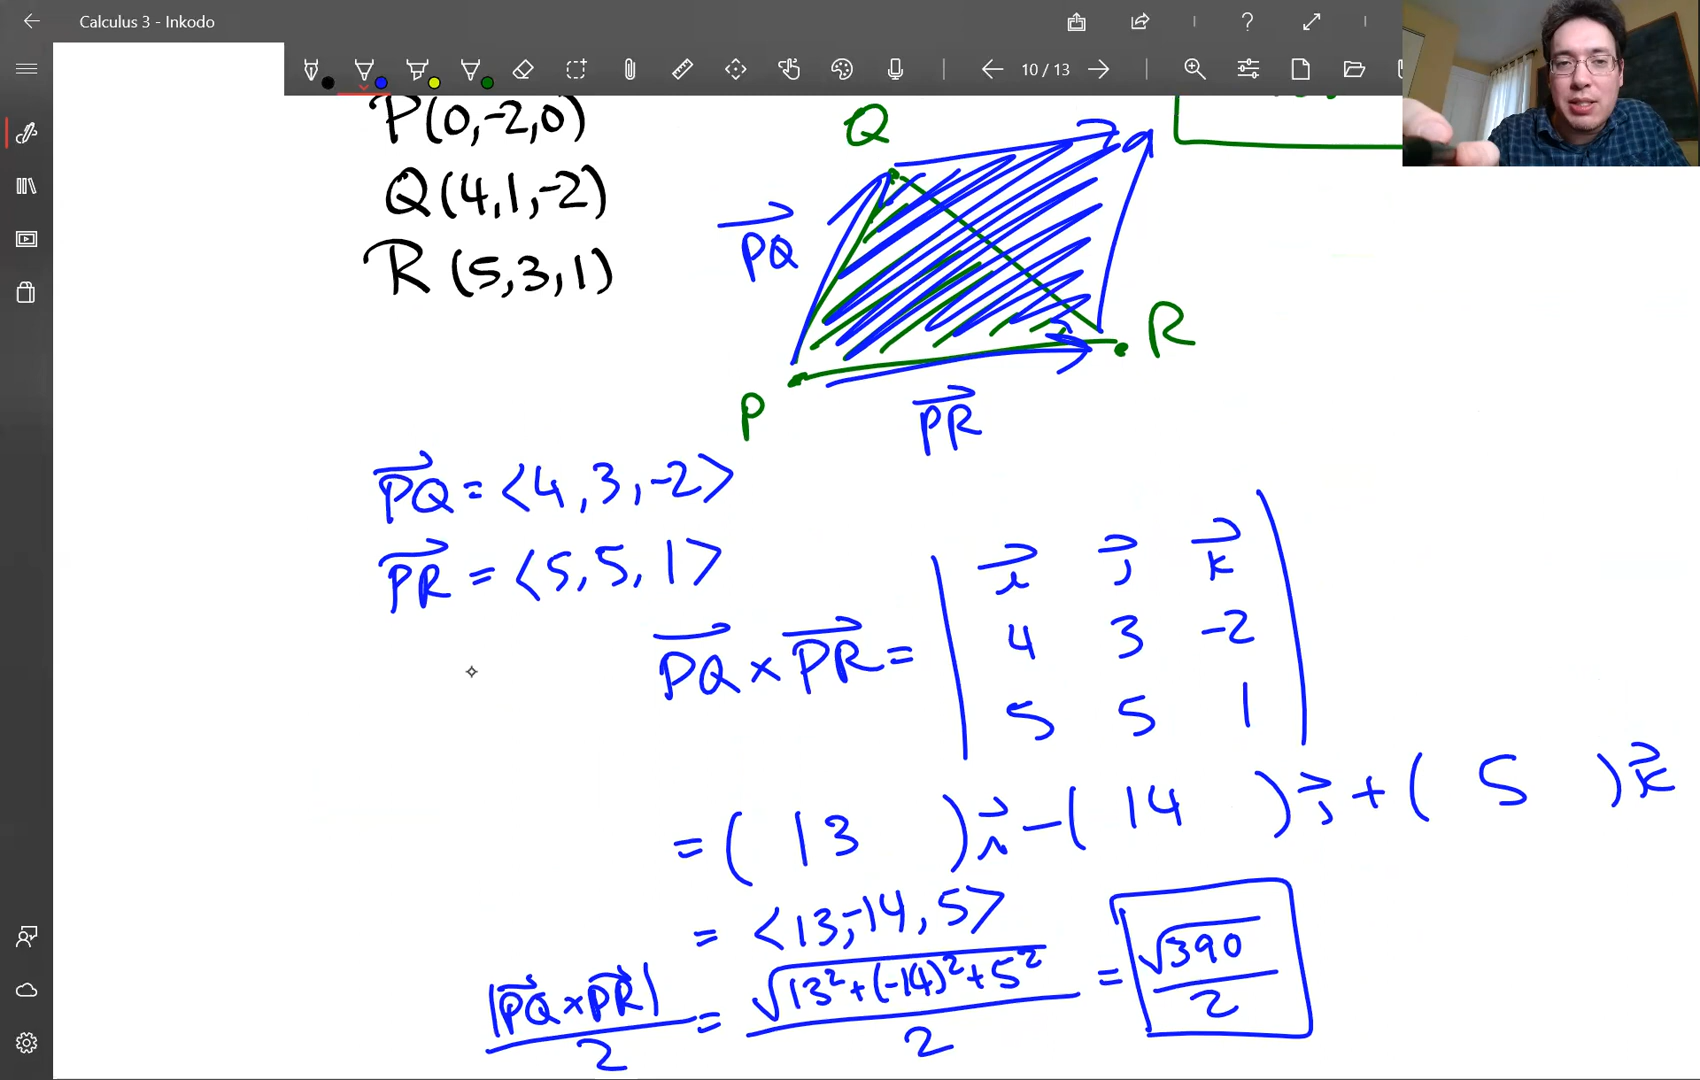 Calculus 3 - Inkodo
10 / 13
P(0,-2,0)
Q(4,1,-2)
R(5,3,1)
Q
PQ
R
P
PR
PQ = <4,3,-2>
PR = <5,5,1>
i j k
4 3 -2
5 5 1
PQ × PR =
= ( 13 )i - ( 14 )j + ( 5 )k
= <13,-14,5>
|PQ × PR| / 2 = √13² + (-14)² + 5² / 2 = √390 / 2